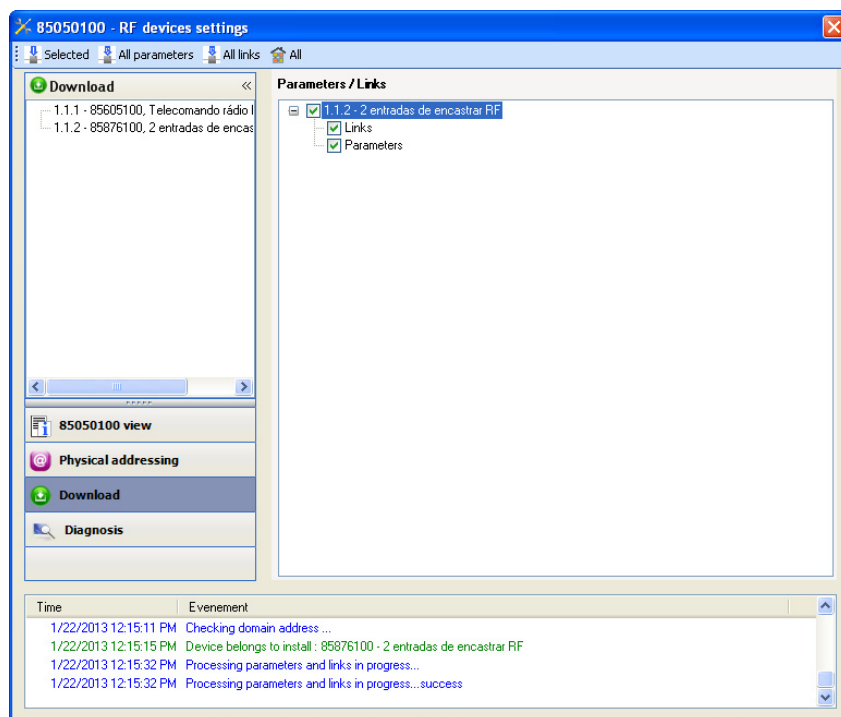 85050100 - RF devices settings
Selected All parameters All links All
Download
1.1.1 - 85605100, Telecomando rádio
1.1.2 - 85876100, 2 entradas de encas
85050100 view
Physical addressing
Download
Diagnosis
Parameters / Links
1.1.2 - 2 entradas de encastrar RF
Links
Parameters
Time Evenement
1/22/2013 12:15:11 PM Checking domain address ...
1/22/2013 12:15:15 PM Device belongs to install : 85876100 - 2 entradas de encastrar RF
1/22/2013 12:15:32 PM Processing parameters and links in progress...
1/22/2013 12:15:32 PM Processing parameters and links in progress...success